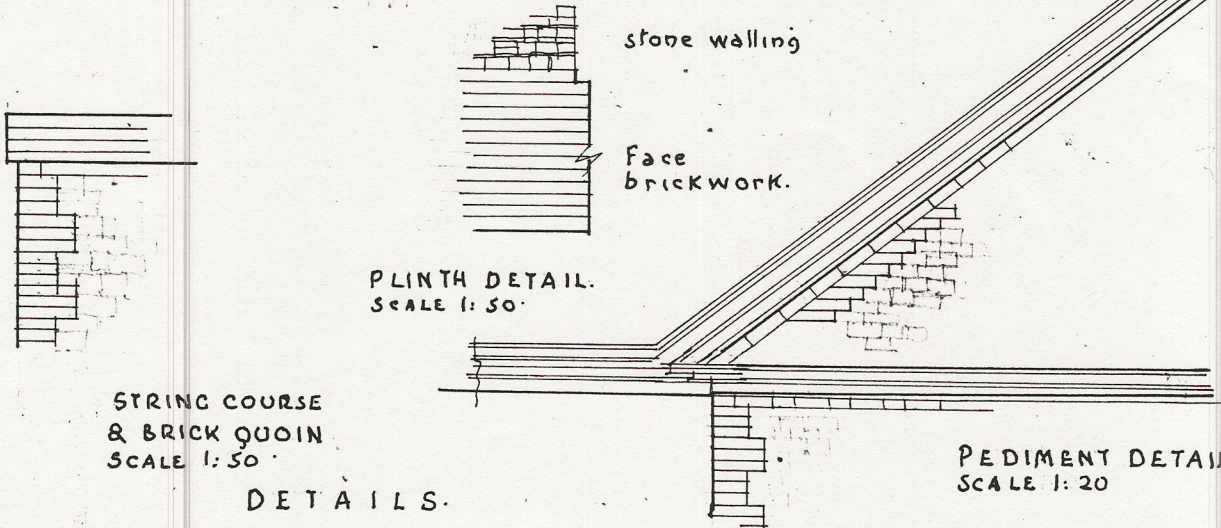 stone walling
Face
brickwork.
PLINTH DETAIL.
SCALE 1:50.
STRING COURSE
& BRICK QUOIN
SCALE 1:50.
PEDIMENT DETAI
SCALE 1:20
DETAILS.